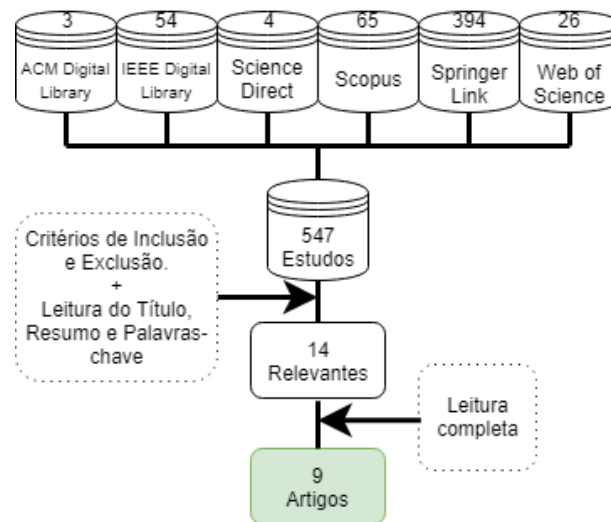 3
ACM Digital
Library
54
IEEE Digital
Library
4
Science
Direct
65
Scopus
394
Springer
Link
26
Web of
Science
547
Estudos
Critérios de Inclusão
e Exclusão.
+
Leitura do Título,
Resumo e Palavras-
chave
14
Relevantes
Leitura
completa
9
Artigos